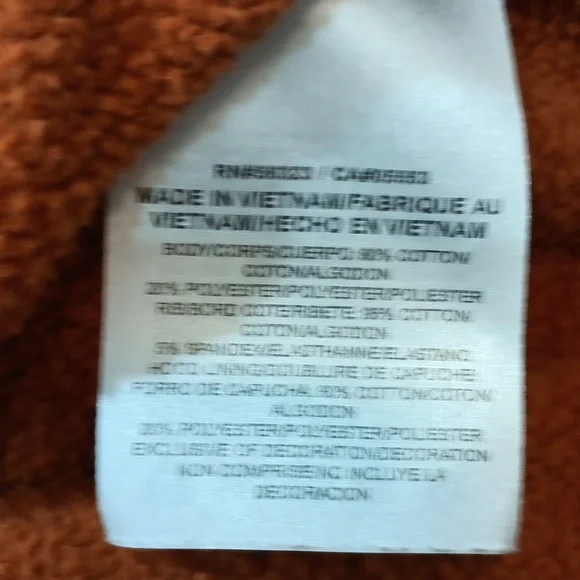 MADE IN VIETNAM/FABRIQUE AU
VIETNAM/HECHO EN VIETNAM
BODY/CORPS/CUERPO: 80% COTTON/
COTON/ALGODON
20% POLYESTER/POLYESTER/POLIESTER
RIB/BORD COTE/RIBETE: 95% COTTON/
COTON/ALGODON
5% SPANDEX/ELASTHANNE/ELASTANO
HOOD LINING/DOUBLURE DE CAPUCHE/
FORRO DE CAPUCHA: COTTON/COTON/
ALGODON
20% POLYESTER/POLYESTER/POLIESTER
EXCLUSIVE OF DECORATION/DECORATION
NON COMPRISE/NO INCLUYE LA
DECORACION